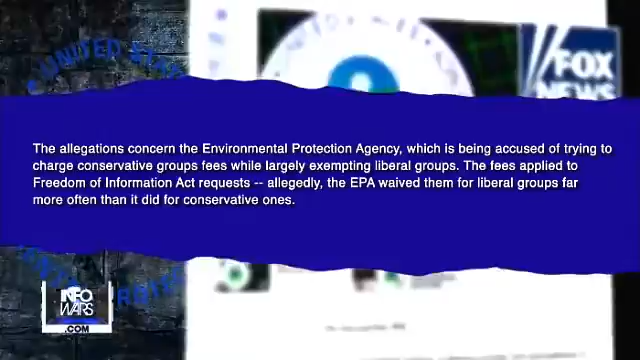 UNITED STA
FOX
NEWS
The allegations concern the Environmental Protection Agency, which is being accused of trying to
charge conservative groups fees while largely exempting liberal groups. The fees applied to
Freedom of Information Act requests -- allegedly, the EPA waived them for liberal groups far
more often than it did for conservative ones.
INFO
WARS
.COM